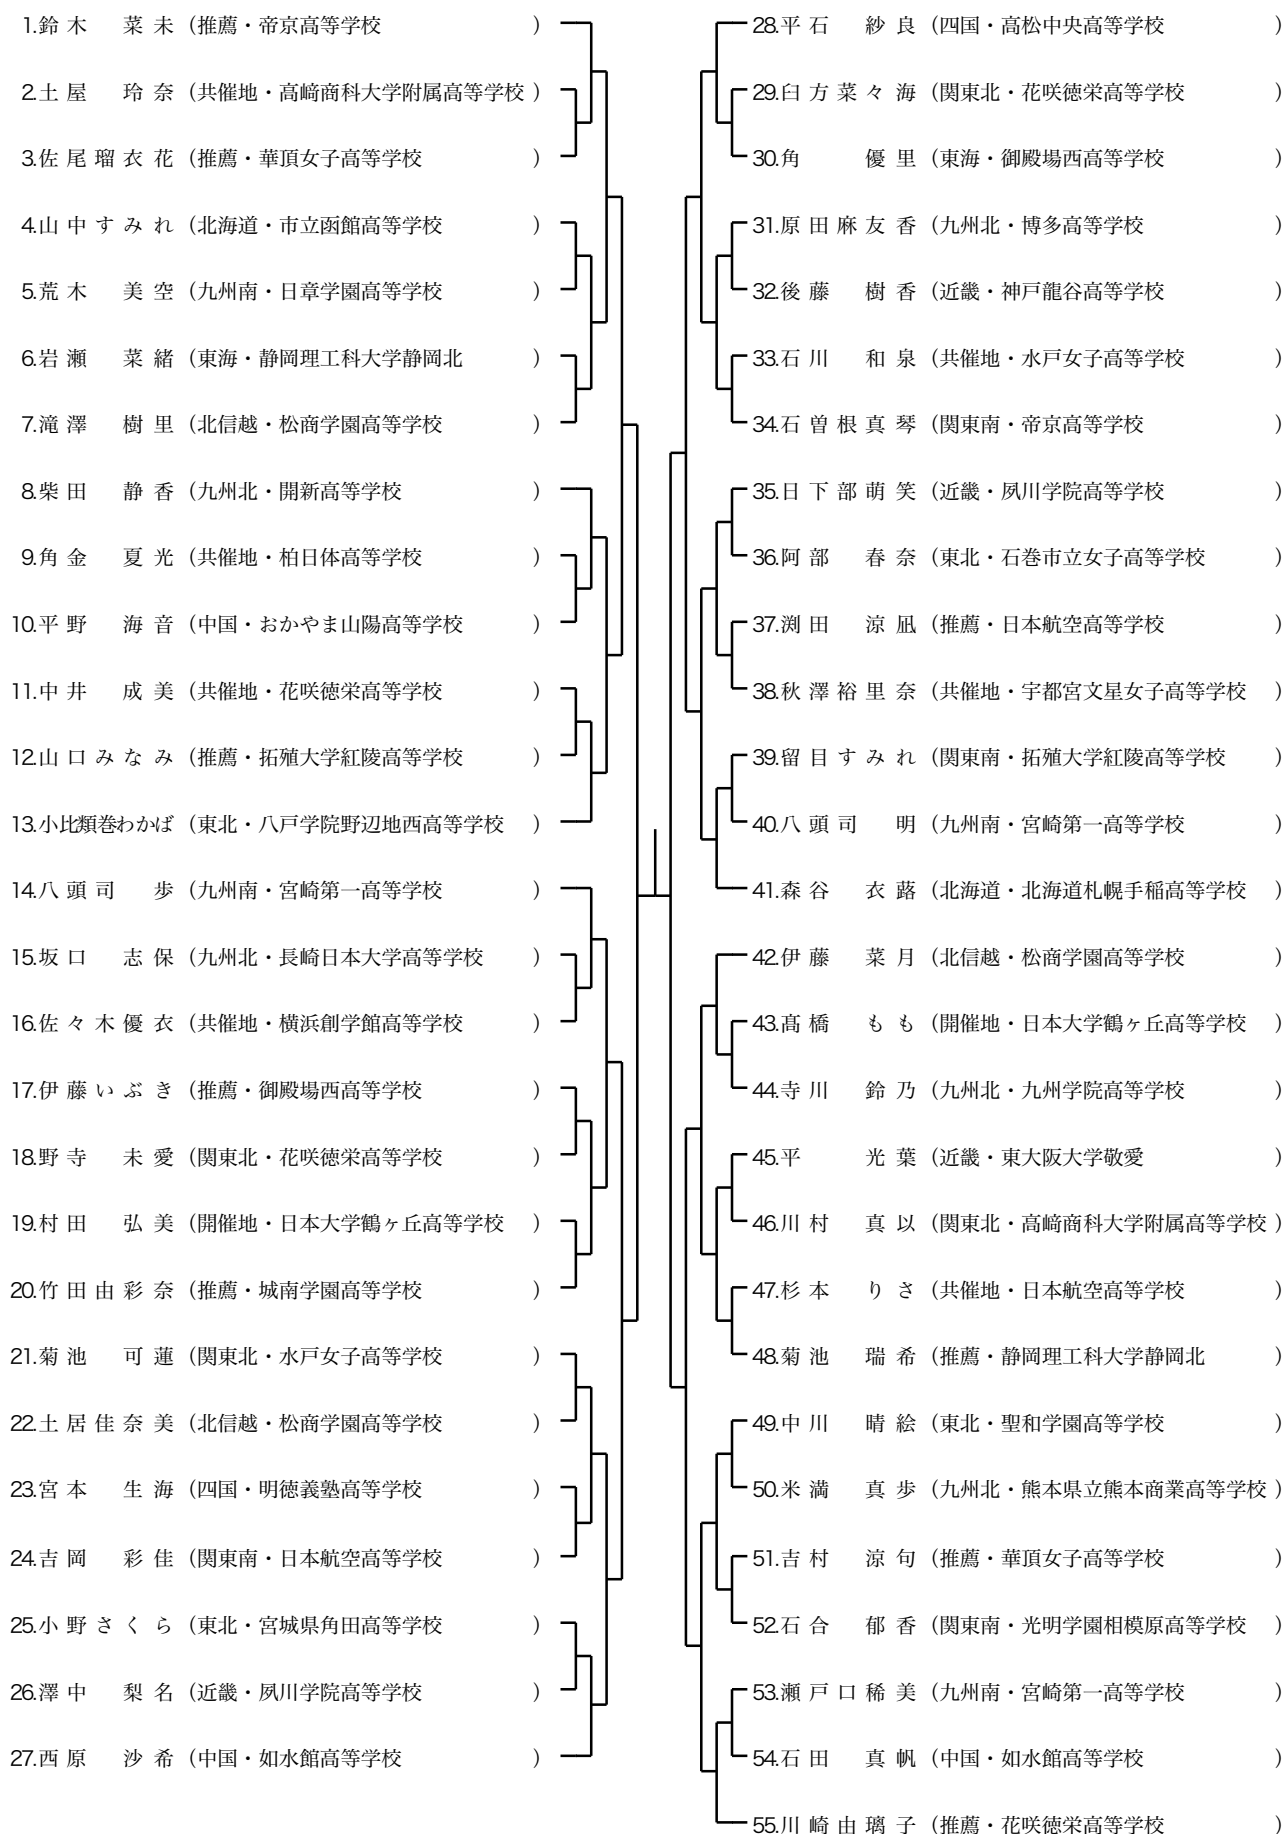 1.鈴木 菜未 (推薦・帝京高等学校)
2.土屋 玲奈 (共催地・高﨑商科大学附属高等学校)
3.佐尾瑠衣花 (推薦・華頂女子高等学校)
4.山中すみれ (北海道・市立函館高等学校)
5.荒木 美空 (九州南・日章学園高等学校)
6.岩瀬 菜緒 (東海・静岡理工科大学静岡北)
7.滝澤 樹里 (北信越・松商学園高等学校)
8.柴田 静香 (九州北・開新高等学校)
9.角金 夏光 (共催地・柏日体高等学校)
10.平野 海音 (中国・おかやま山陽高等学校)
11.中井 成美 (共催地・花咲徳栄高等学校)
12.山口みなみ (推薦・拓殖大学紅陵高等学校)
13.小比類巻わかば (東北・八戸学院野辺地西高等学校)
14.八頭司 歩 (九州南・宮崎第一高等学校)
15.坂口 志保 (九州北・長崎日本大学高等学校)
16.佐々木優衣 (共催地・横浜創学館高等学校)
17.伊藤いぶき (推薦・御殿場西高等学校)
18.野寺 未愛 (関東北・花咲徳栄高等学校)
19.村田 弘美 (開催地・日本大学鶴ヶ丘高等学校)
20.竹田由彩奈 (推薦・城南学園高等学校)
21.菊池 可蓮 (関東北・水戸女子高等学校)
22.土居佳奈美 (北信越・松商学園高等学校)
23.宮本 生海 (四国・明徳義塾高等学校)
24.吉岡 彩佳 (関東南・日本航空高等学校)
25.小野さくら (東北・宮城県角田高等学校)
26.澤中 梨名 (近畿・夙川学院高等学校)
27.西原 沙希 (中国・如水館高等学校)
28.平石 紗良 (四国・高松中央高等学校)
29.臼方菜々海 (関東北・花咲徳栄高等学校)
30.角 優里 (東海・御殿場西高等学校)
31.原田麻友香 (九州北・博多高等学校)
32.後藤 樹香 (近畿・神戸龍谷高等学校)
33.石川 和泉 (共催地・水戸女子高等学校)
34.石曽根真琴 (関東南・帝京高等学校)
35.日下部萌笑 (近畿・夙川学院高等学校)
36.阿部 春奈 (東北・石巻市立女子高等学校)
37.渕田 涼凪 (推薦・日本航空高等学校)
38.秋澤裕里奈 (共催地・宇都宮文星女子高等学校)
39.留目すみれ (関東南・拓殖大学紅陵高等学校)
40.八頭司 明 (九州南・宮崎第一高等学校)
41.森谷 衣蕗 (北海道・北海道札幌手稲高等学校)
42.伊藤 菜月 (北信越・松商学園高等学校)
43.髙橋 もも (開催地・日本大学鶴ヶ丘高等学校)
44.寺川 鈴乃 (九州北・九州学院高等学校)
45.平 光葉 (近畿・東大阪大学敬愛)
46.川村 真以 (関東北・高﨑商科大学附属高等学校)
47.杉本 りさ (共催地・日本航空高等学校)
48.菊池 瑞希 (推薦・静岡理工科大学静岡北)
49.中川 晴絵 (東北・聖和学園高等学校)
50.米満 真歩 (九州北・熊本県立熊本商業高等学校)
51.吉村 涼句 (推薦・華頂女子高等学校)
52.石合 郁香 (関東南・光明学園相模原高等学校)
53.瀬戸口稀美 (九州南・宮崎第一高等学校)
54.石田 真帆 (中国・如水館高等学校)
55.川崎由璃子 (推薦・花咲徳栄高等学校)